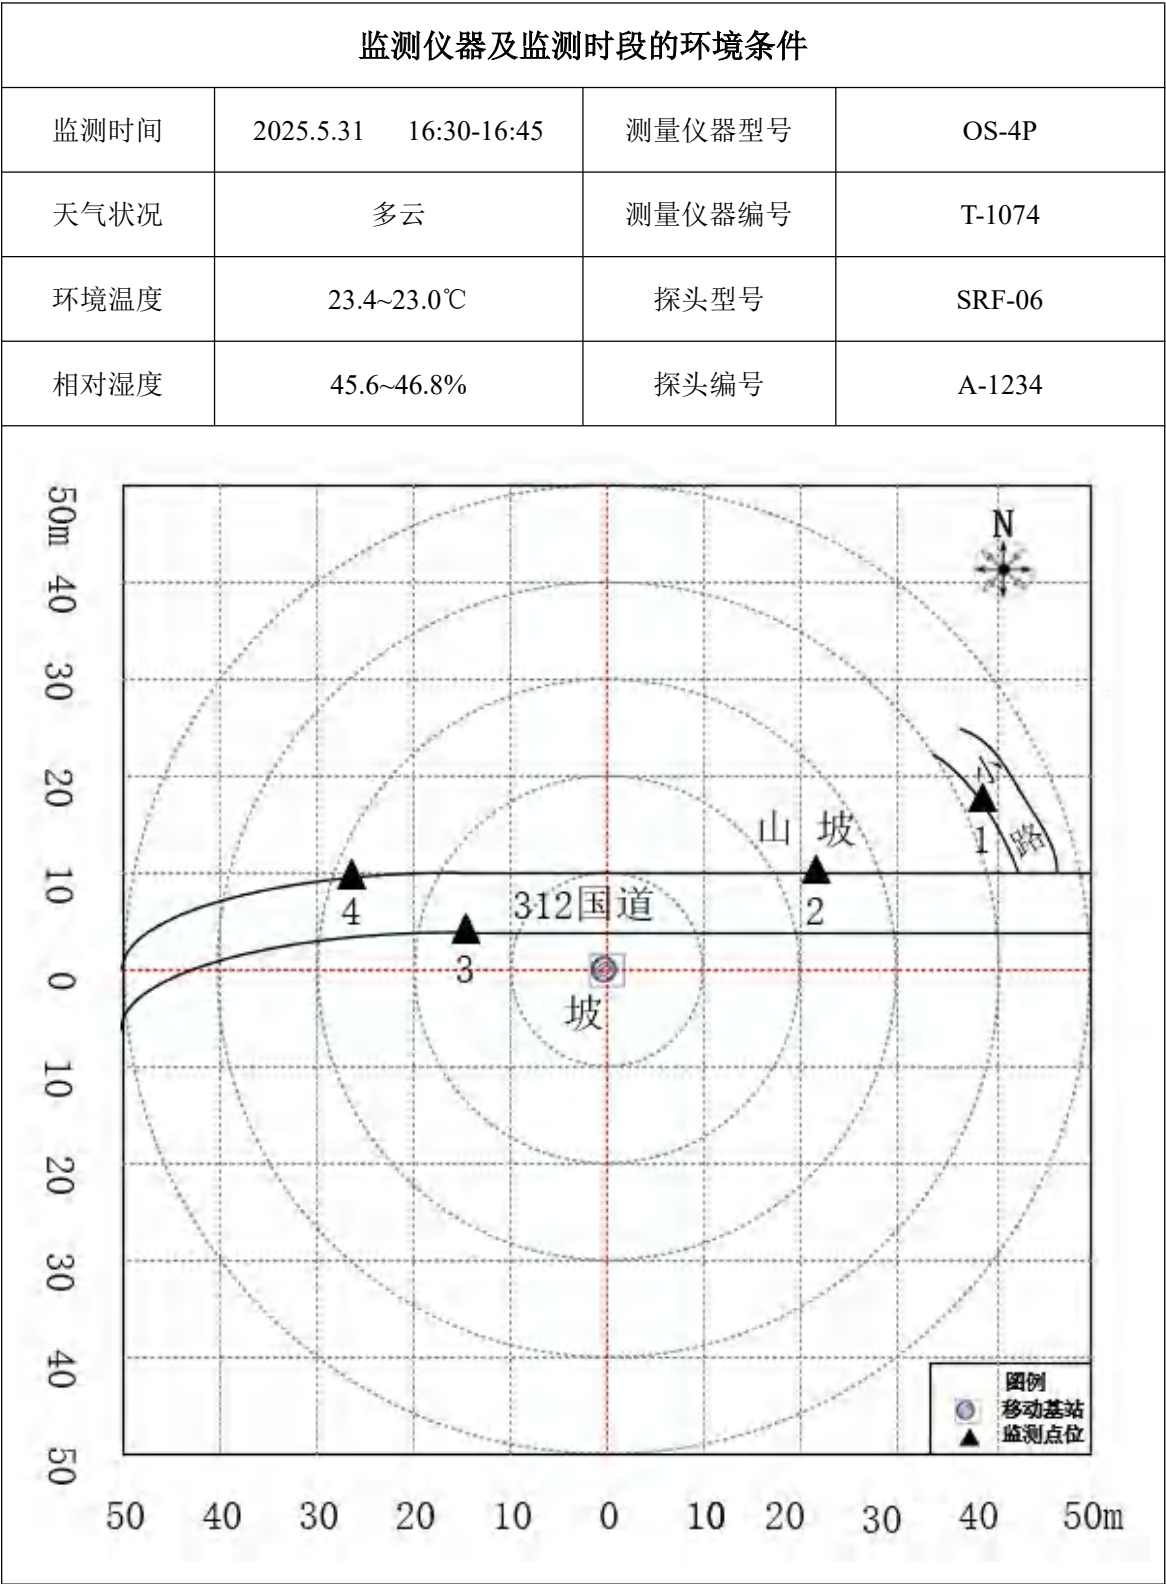 监测仪器及监测时段的环境条件
监测时间 2025.5.31 16:30-16:45 测量仪器型号 OS-4P
天气状况 多云 测量仪器编号 T-1074
环境温度 23.4~23.0℃ 探头型号 SRF-06
相对湿度 45.6~46.8% 探头编号 A-1234
50m
40
30
20
10
0
10
20
30
40
50
N
小
路
1
山 坡
2
312国道
4
3
坡
图例
移动基站
监测点位
50 40 30 20 10 0 10 20 30 40 50m